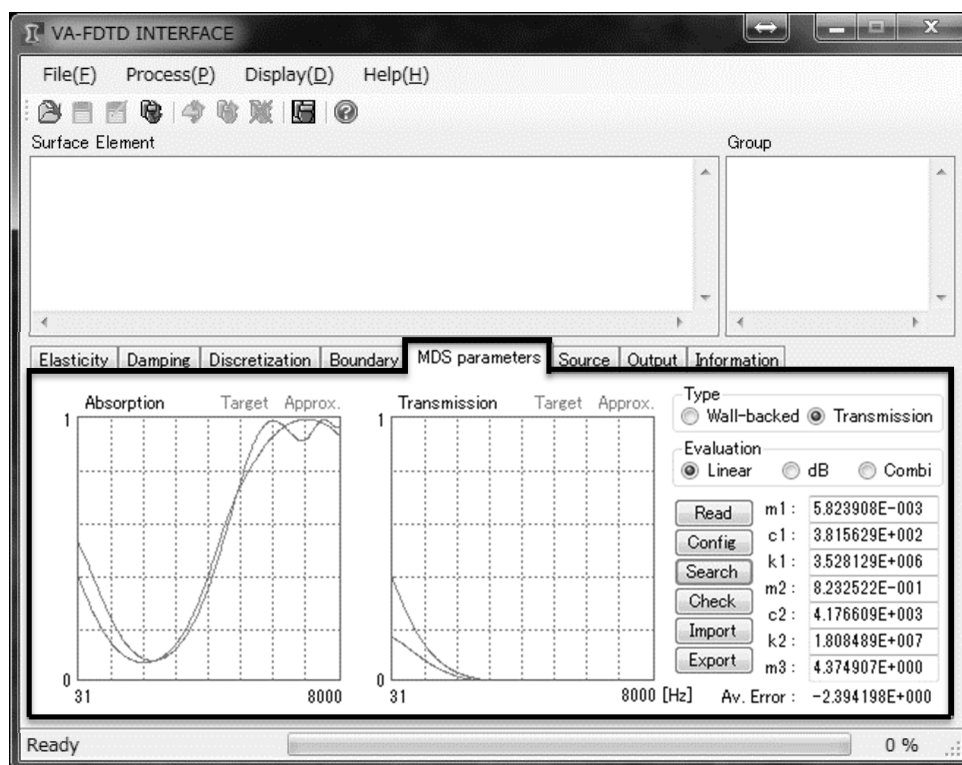 VA-FDTD INTERFACE
File(F) Process(P) Display(D) Help(H)
Surface Element
Group
Elasticity Damping Discretization Boundary MDS parameters Source Output Information
Absorption Target Approx.
1
0
31 8000
Transmission Target Approx.
1
0
31 8000 [Hz]
Type
Wall-backed Transmission
Evaluation
Linear dB Combi
Read
Config
Search
Check
Import
Export
m1 : 5.823908E-003
c1 : 3.815629E+002
k1 : 3.528129E+006
m2 : 8.232522E-001
c2 : 4.176609E+003
k2 : 1.808489E+007
m3 : 4.374907E+000
Av. Error : -2.394198E+000
Ready
0 %